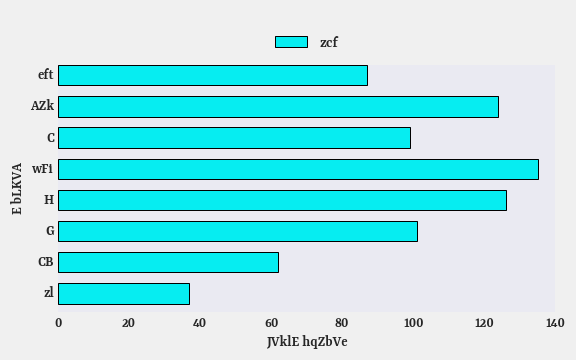 zcf
eft
AZk
C
wFi
H
G
CB
zl
E bLKVA
0 20 40 60 80 100 120 140
JVklE hqZbVe